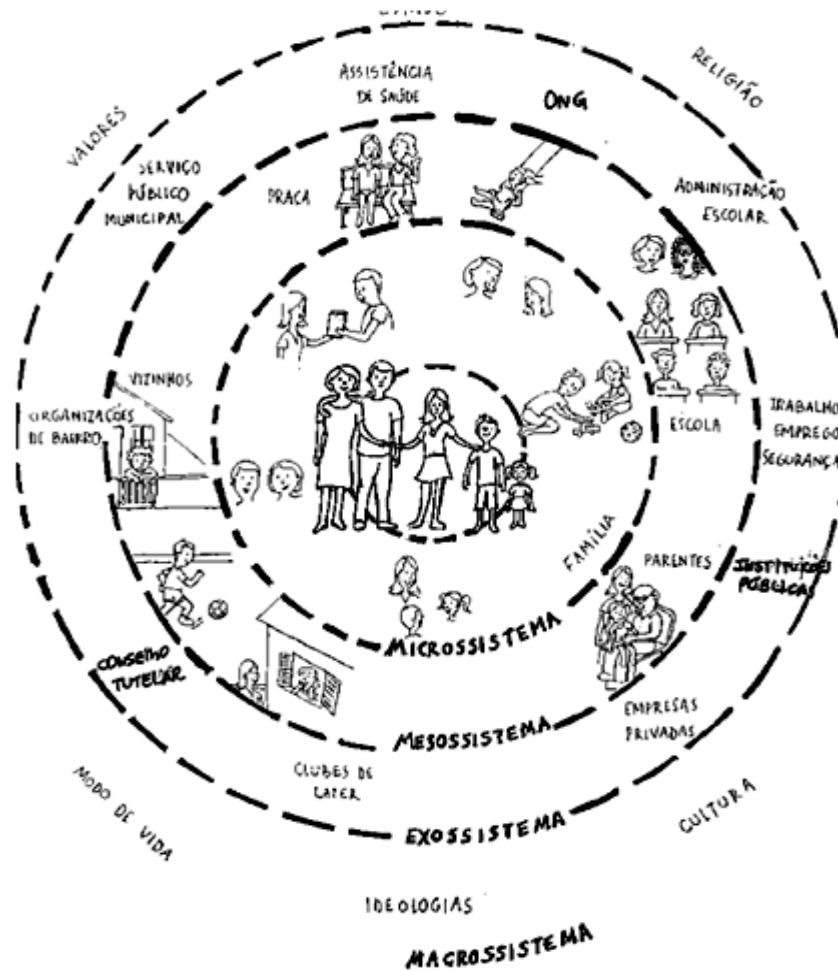 RELIGIÃO
VALORES
ASSISTÊNCIA
DE SAÚDE
ONG
SERVIÇO
PÚBLICO
MUNICIPAL
PRAÇA
ADMINISTRAÇÃO
ESCOLAR
VIZINHOS
ORGANIZAÇÕES
DE BAIRRO
ESCOLA
TRABALHO
EMPREGO
SEGURANÇA
FAMÍLIA
PARENTES
INSTITUIÇÕES
PÚBLICAS
MICROSSISTEMA
CONSELHO
TUTELAR
EMPRESAS
PRIVADAS
MESOSSISTEMA
CLUBES DE
LAZER
MODO DE VIDA
CULTURA
EXOSSISTEMA
IDEOLOGIAS
MACROSSISTEMA